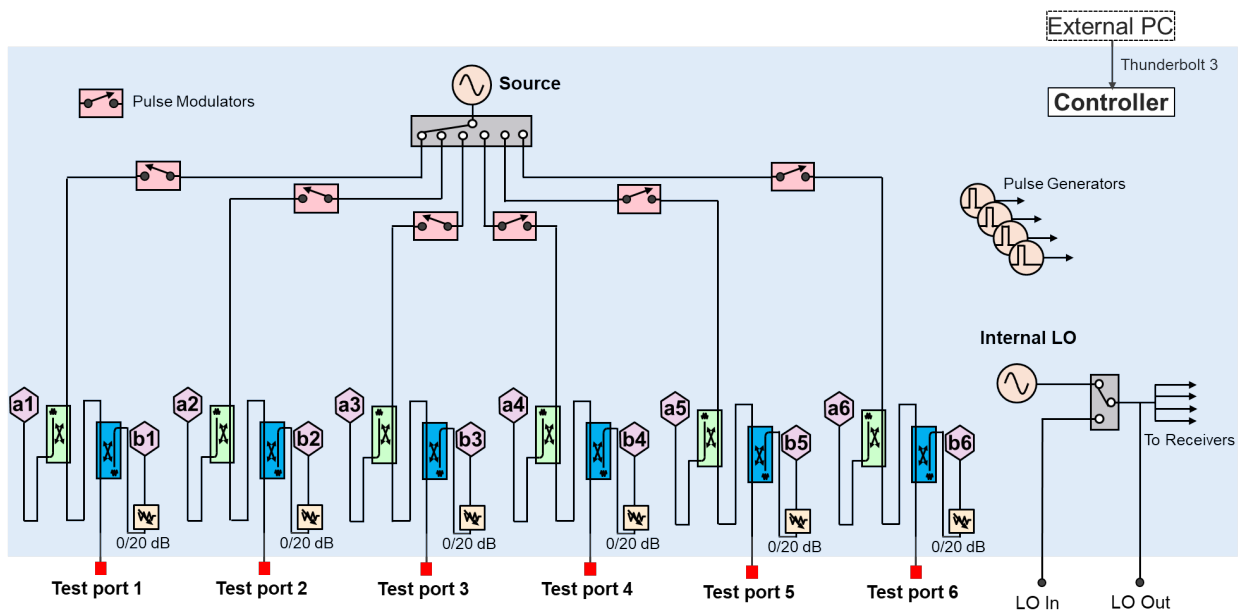 External PC
Thunderbolt 3
Controller
Source
Pulse Modulators
Pulse Generators
Internal LO
To Receivers
a1
b1
a2
b2
a3
b3
a4
b4
a5
b5
a6
b6
0/20 dB
0/20 dB
0/20 dB
0/20 dB
0/20 dB
0/20 dB
Test port 1
Test port 2
Test port 3
Test port 4
Test port 5
Test port 6
LO In
LO Out